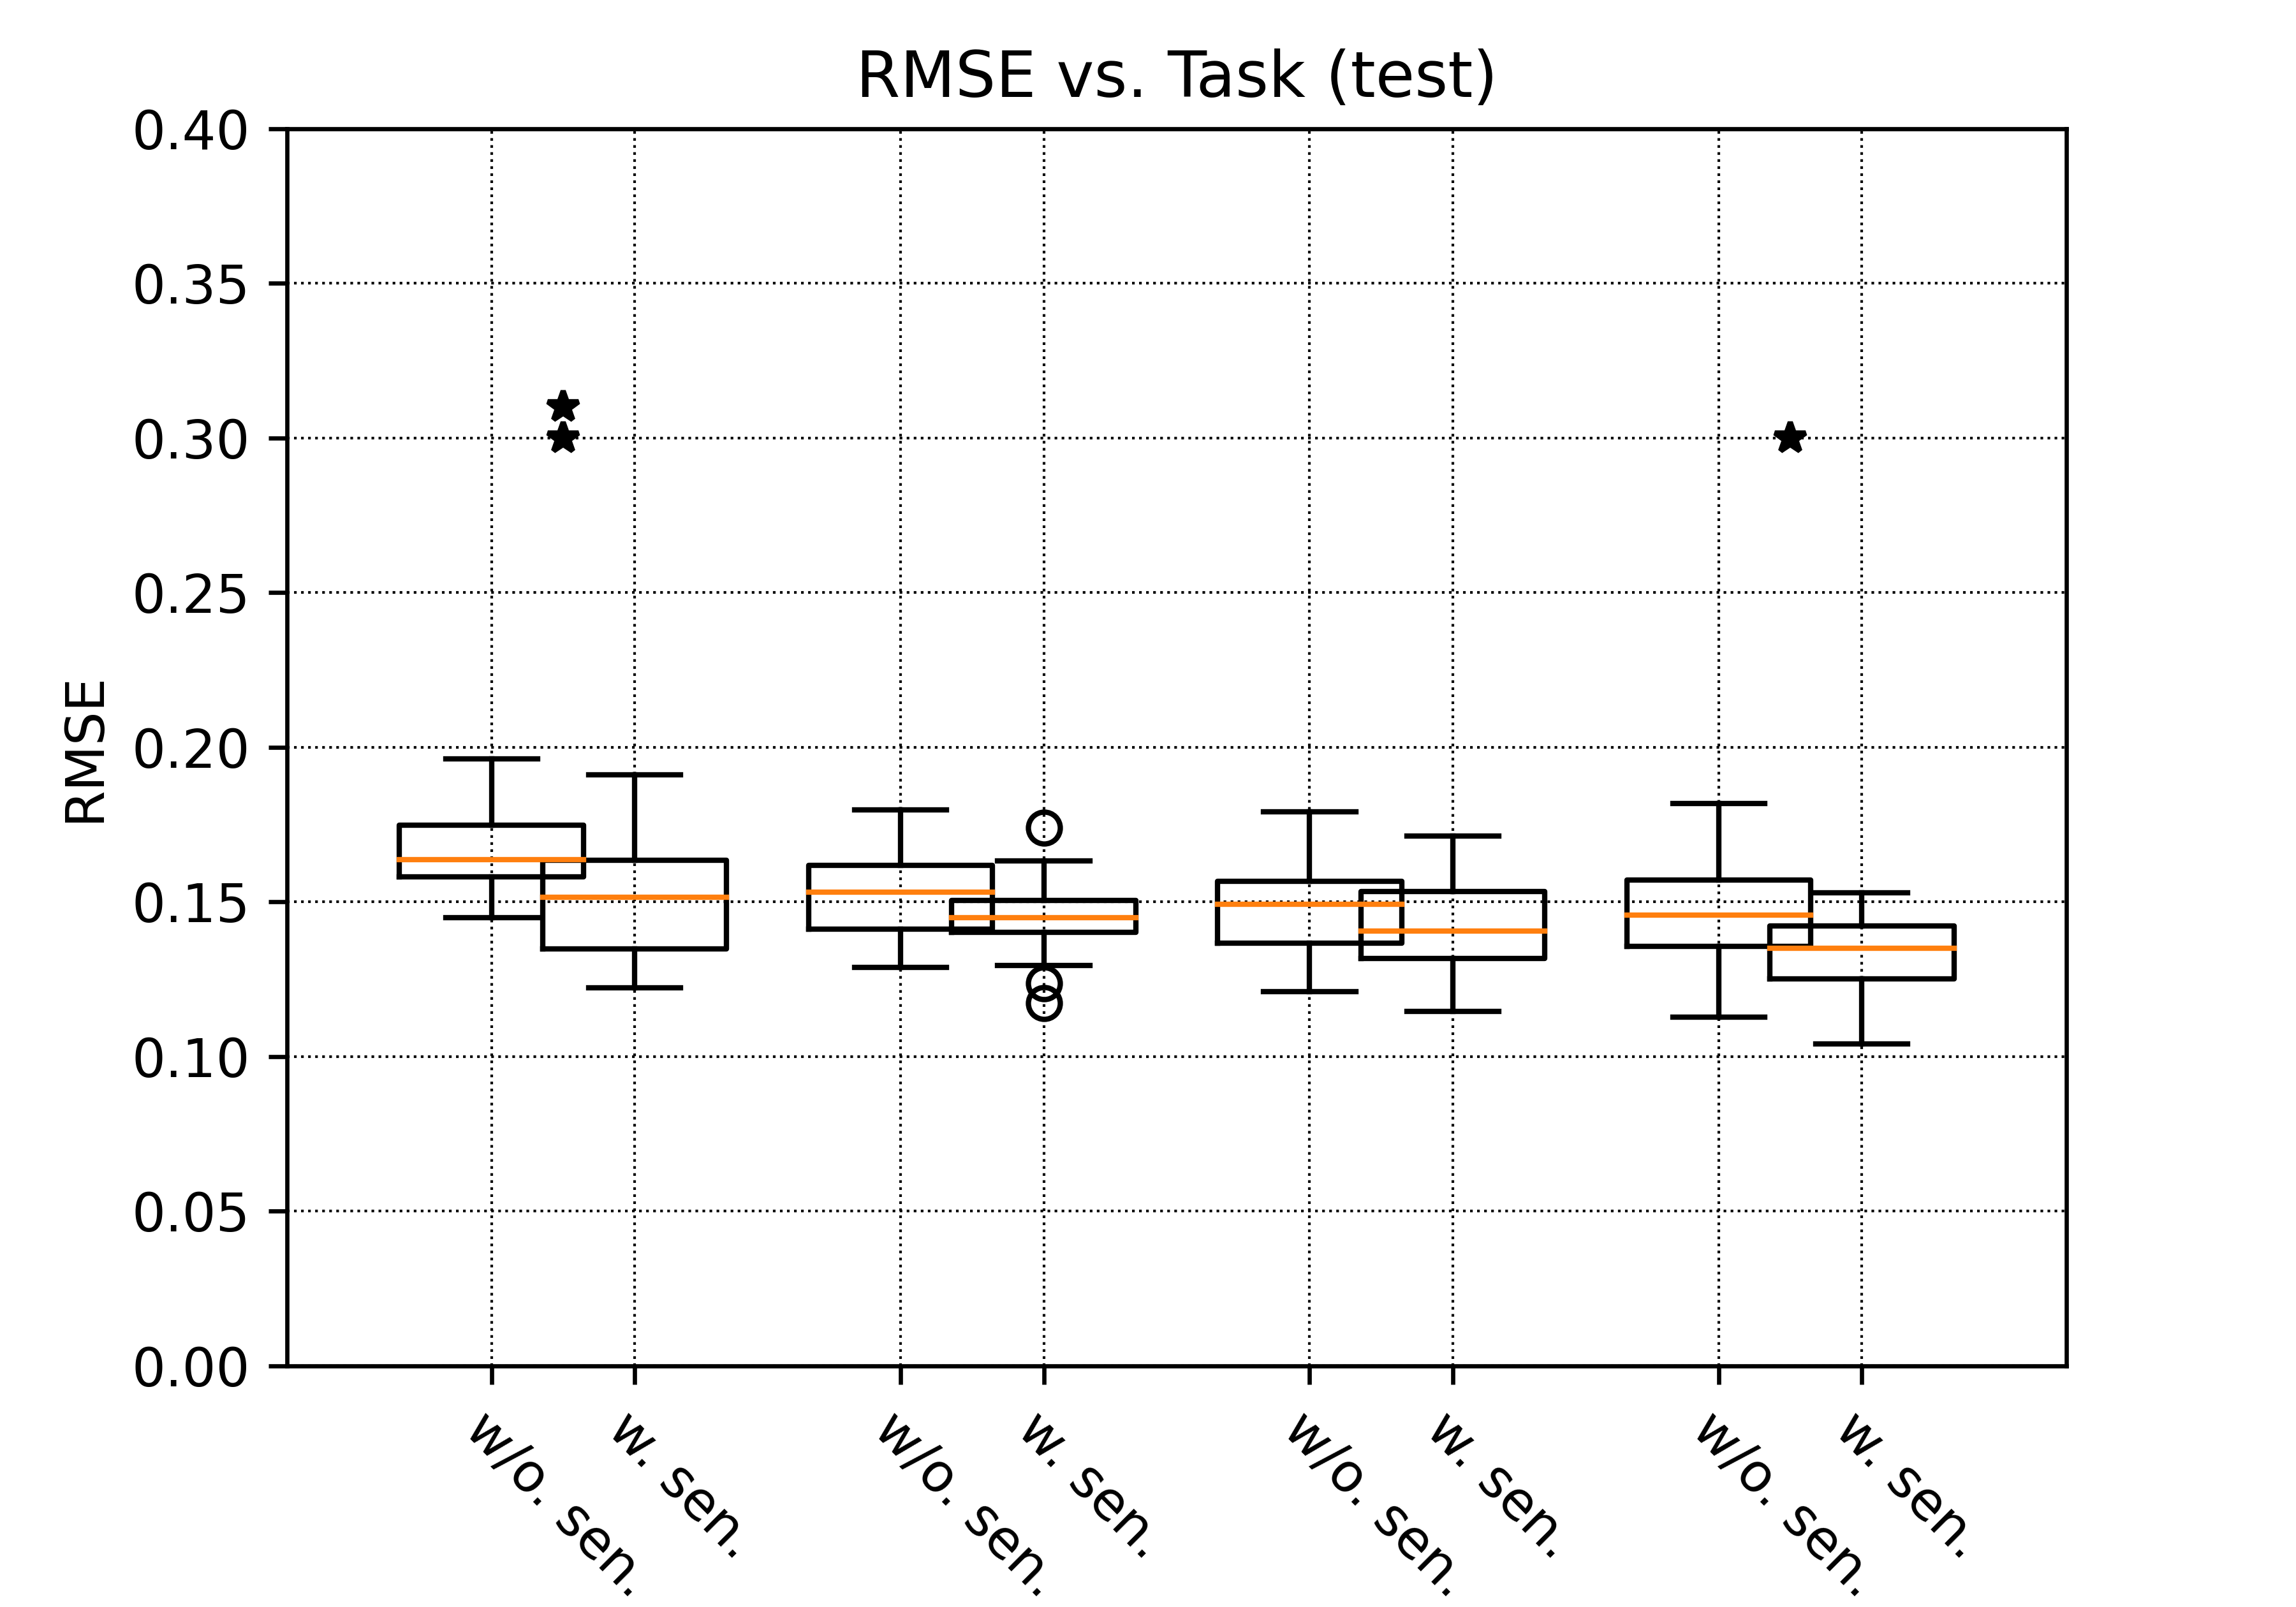 RMSE vs. Task (test)
0.40
0.35
0.30
0.25
0.20
0.15
0.10
0.05
0.00
RMSE
w/o. sen.
w. sen.
w/o. sen.
w. sen.
w/o. sen.
w. sen.
w/o. sen.
w. sen.